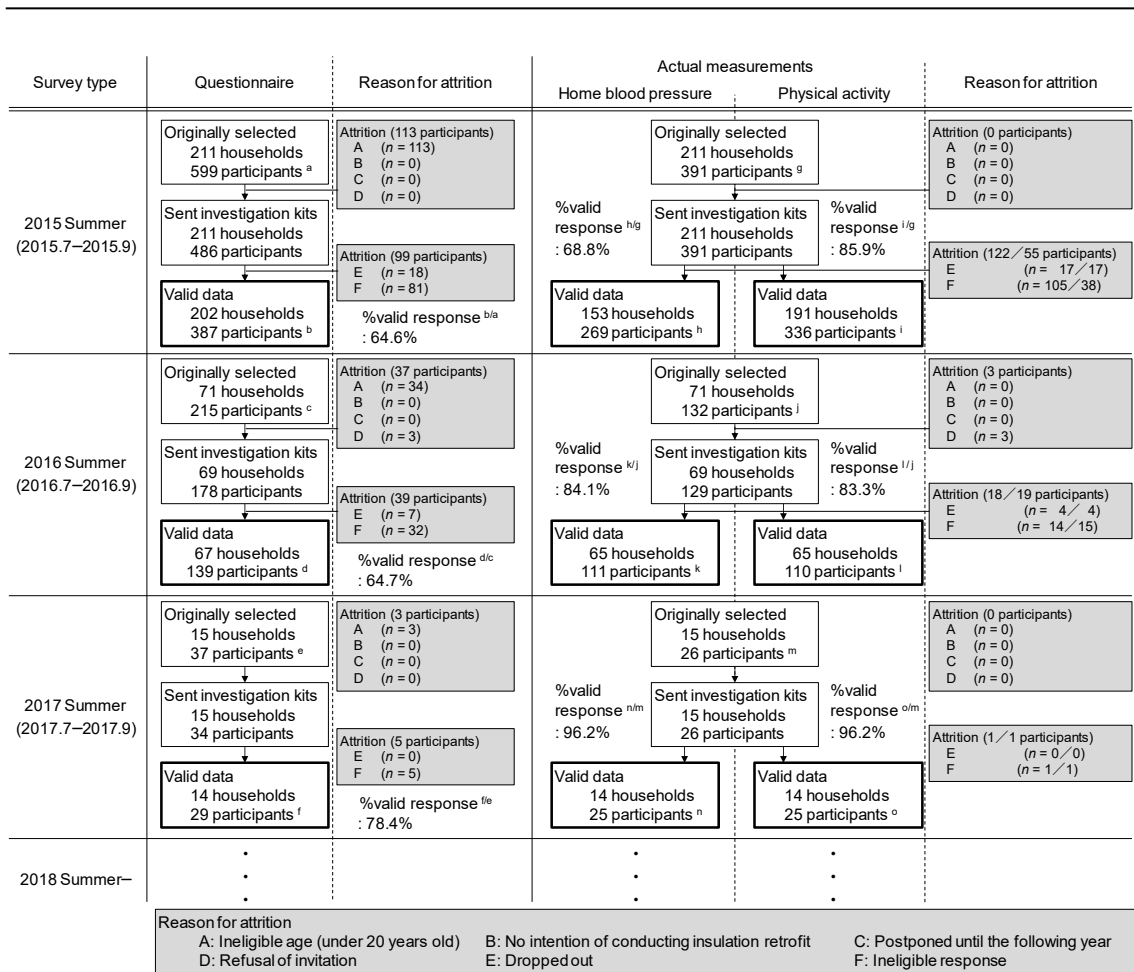 Survey type
Questionnaire
Reason for attrition
Actual measurements
Home blood pressure
Physical activity
Reason for attrition
2015 Summer
(2015.7–2015.9)
Originally selected
211 households
599 participants a
Attrition (113 participants)
A (n = 113)
B (n = 0)
C (n = 0)
D (n = 0)
Sent investigation kits
211 households
486 participants
Attrition (99 participants)
E (n = 18)
F (n = 81)
Valid data
202 households
387 participants b
%valid response b/a
: 64.6%
Originally selected
211 households
391 participants g
Attrition (0 participants)
A (n = 0)
B (n = 0)
C (n = 0)
D (n = 0)
%valid
response h/g
: 68.8%
Sent investigation kits
211 households
391 participants
%valid
response i/g
: 85.9%
Attrition (122/55 participants)
E (n = 17/17)
F (n = 105/38)
Valid data
153 households
269 participants h
Valid data
191 households
336 participants i
2016 Summer
(2016.7–2016.9)
Originally selected
71 households
215 participants c
Attrition (37 participants)
A (n = 34)
B (n = 0)
C (n = 0)
D (n = 3)
Sent investigation kits
69 households
178 participants
Attrition (39 participants)
E (n = 7)
F (n = 32)
Valid data
67 households
139 participants d
%valid response d/c
: 64.7%
Originally selected
71 households
132 participants j
Attrition (3 participants)
A (n = 0)
B (n = 0)
C (n = 0)
D (n = 3)
%valid
response k/j
: 84.1%
Sent investigation kits
69 households
129 participants
%valid
response l/j
: 83.3%
Attrition (18/19 participants)
E (n = 4/ 4)
F (n = 14/15)
Valid data
65 households
111 participants k
Valid data
65 households
110 participants l
2017 Summer
(2017.7–2017.9)
Originally selected
15 households
37 participants e
Attrition (3 participants)
A (n = 3)
B (n = 0)
C (n = 0)
D (n = 0)
Sent investigation kits
15 households
34 participants
Attrition (5 participants)
E (n = 0)
F (n = 5)
Valid data
14 households
29 participants f
%valid response f/e
: 78.4%
Originally selected
15 households
26 participants m
Attrition (0 participants)
A (n = 0)
B (n = 0)
C (n = 0)
D (n = 0)
%valid
response n/m
: 96.2%
Sent investigation kits
15 households
26 participants
%valid
response o/m
: 96.2%
Attrition (1/1 participants)
E (n = 0/0)
F (n = 1/1)
Valid data
14 households
25 participants n
Valid data
14 households
25 participants o
2018 Summer–
Reason for attrition
A: Ineligible age (under 20 years old) B: No intention of conducting insulation retrofit C: Postponed until the following year
D: Refusal of invitation E: Dropped out F: Ineligible response